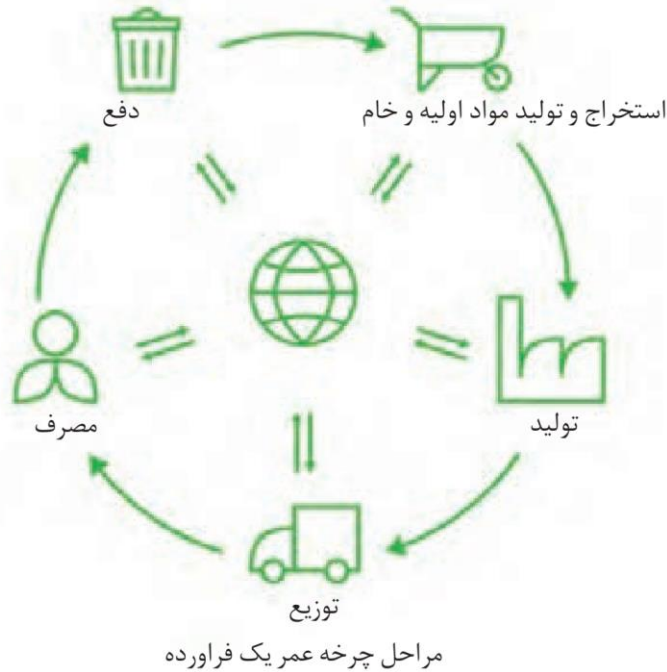 دفع
استخراج و تولید مواد اولیه و خام
مصرف
تولید
توزیع
مراحل چرخه عمر یک فراورده